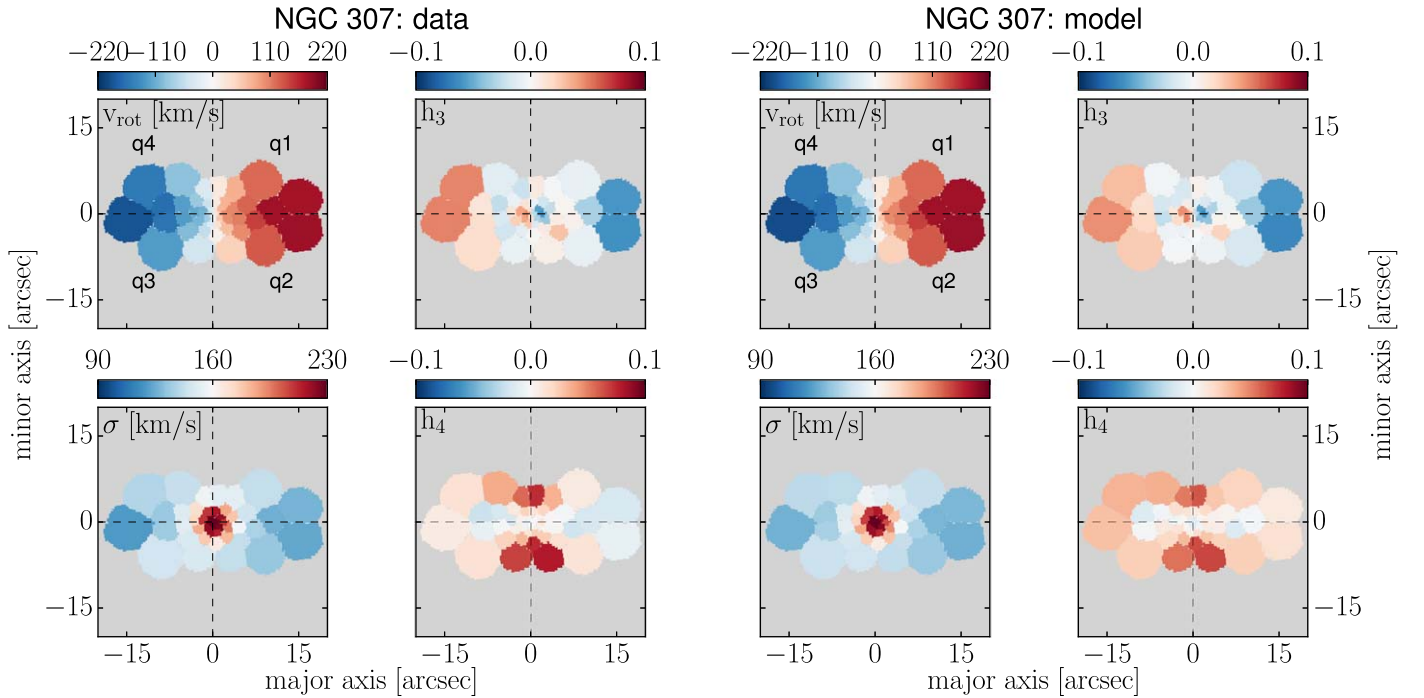 NGC 307: data
NGC 307: model
−220 −110 0 110 220
−0.1 0.0 0.1
−220 −110 0 110 220
−0.1 0.0 0.1
v_rot [km/s]
h_3
v_rot [km/s]
h_3
15
0
−15
15
0
−15
q4 q1
q3 q2
q4 q1
q3 q2
90 160 230
−0.1 0.0 0.1
90 160 230
−0.1 0.0 0.1
σ [km/s]
h_4
σ [km/s]
h_4
15
0
−15
15
0
−15
−15 0 15
−15 0 15
−15 0 15
−15 0 15
major axis [arcsec]
major axis [arcsec]
minor axis [arcsec]
minor axis [arcsec]